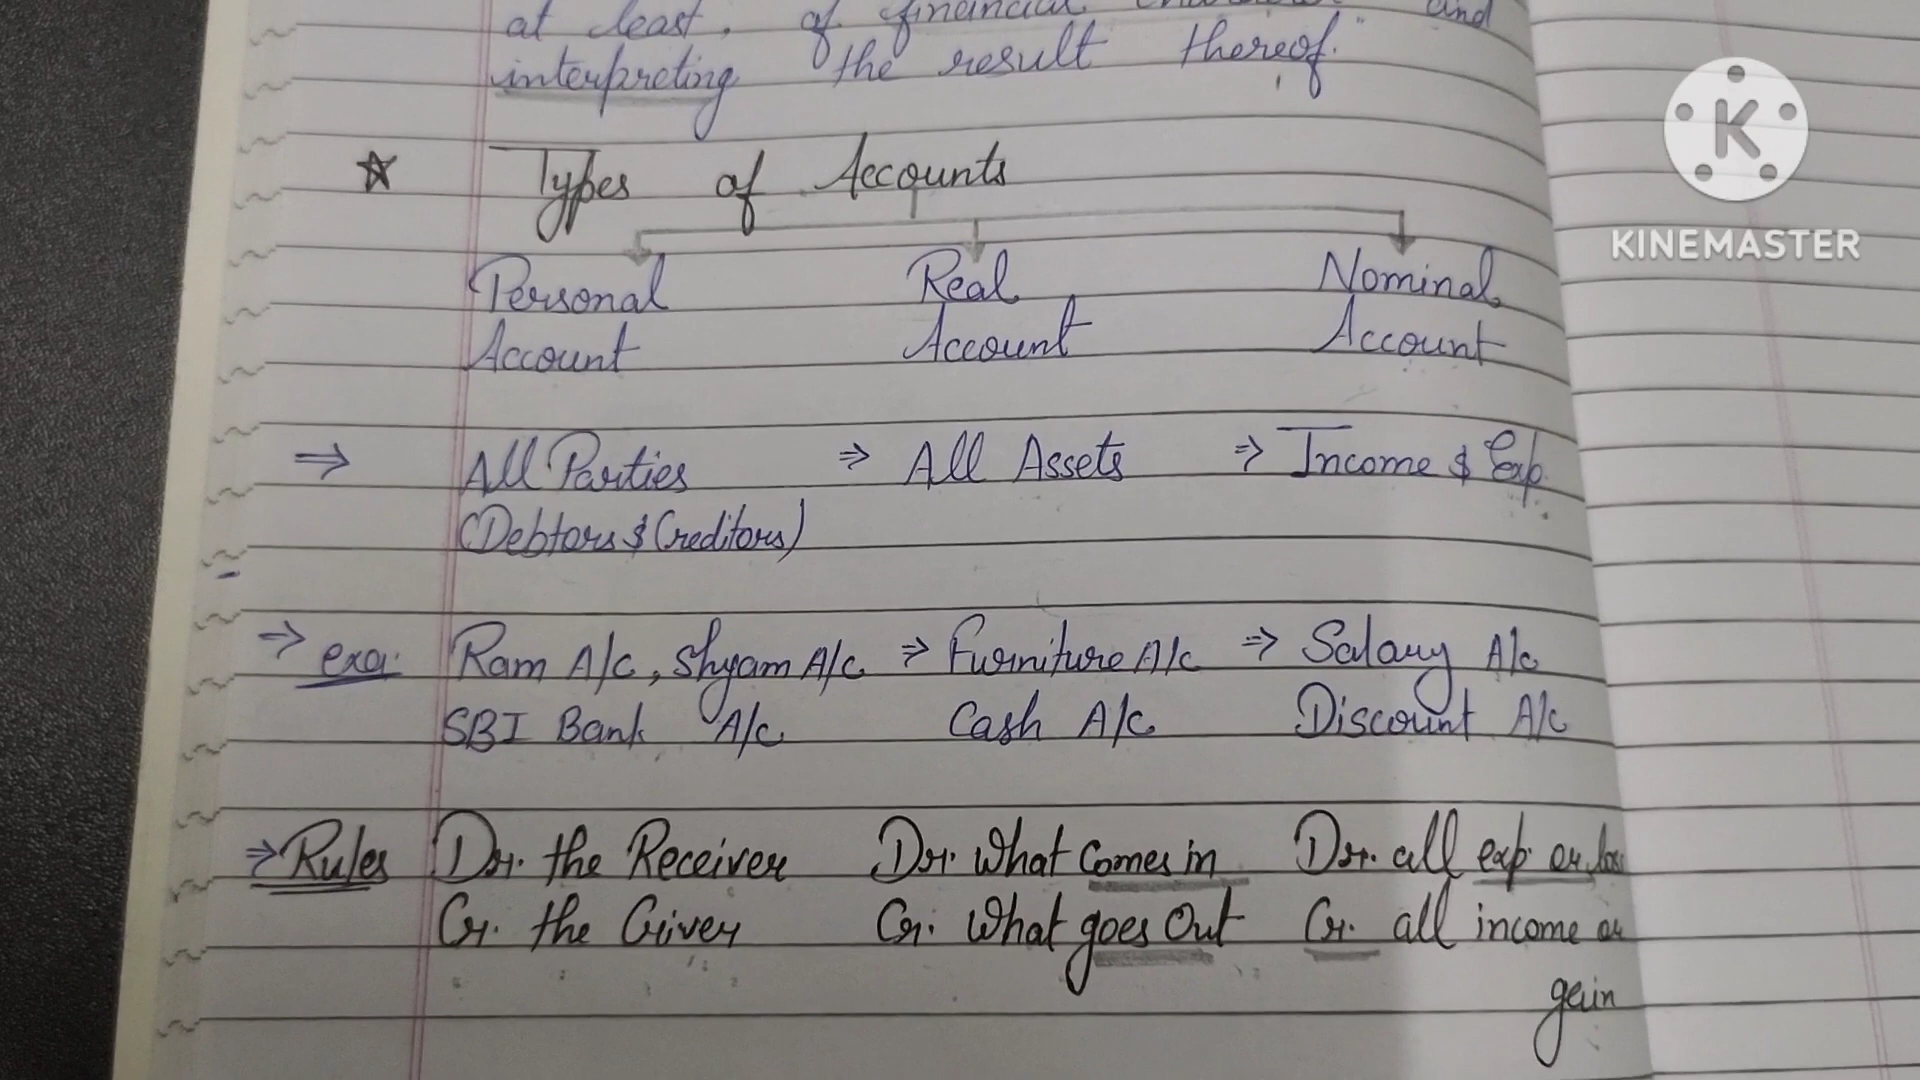 at least, of financial and
interpreting the result thereof."
KINEMASTER
Types of Accounts
Personal Account
Real Account
Nominal Account
⇒ All Parties ⇒ All Assets ⇒ Income & Exp.
(Debtors & Creditors)
⇒ exa: Ram A/c, Shyam A/c ⇒ Furniture A/c ⇒ Salary A/c
SBI Bank A/c Cash A/c Discount A/c
⇒ Rules Dr. the Receiver Dr. What Comes in Dr. all exp. or loss
Cr. the Giver Cr. What goes Out Cr. all income or
gain